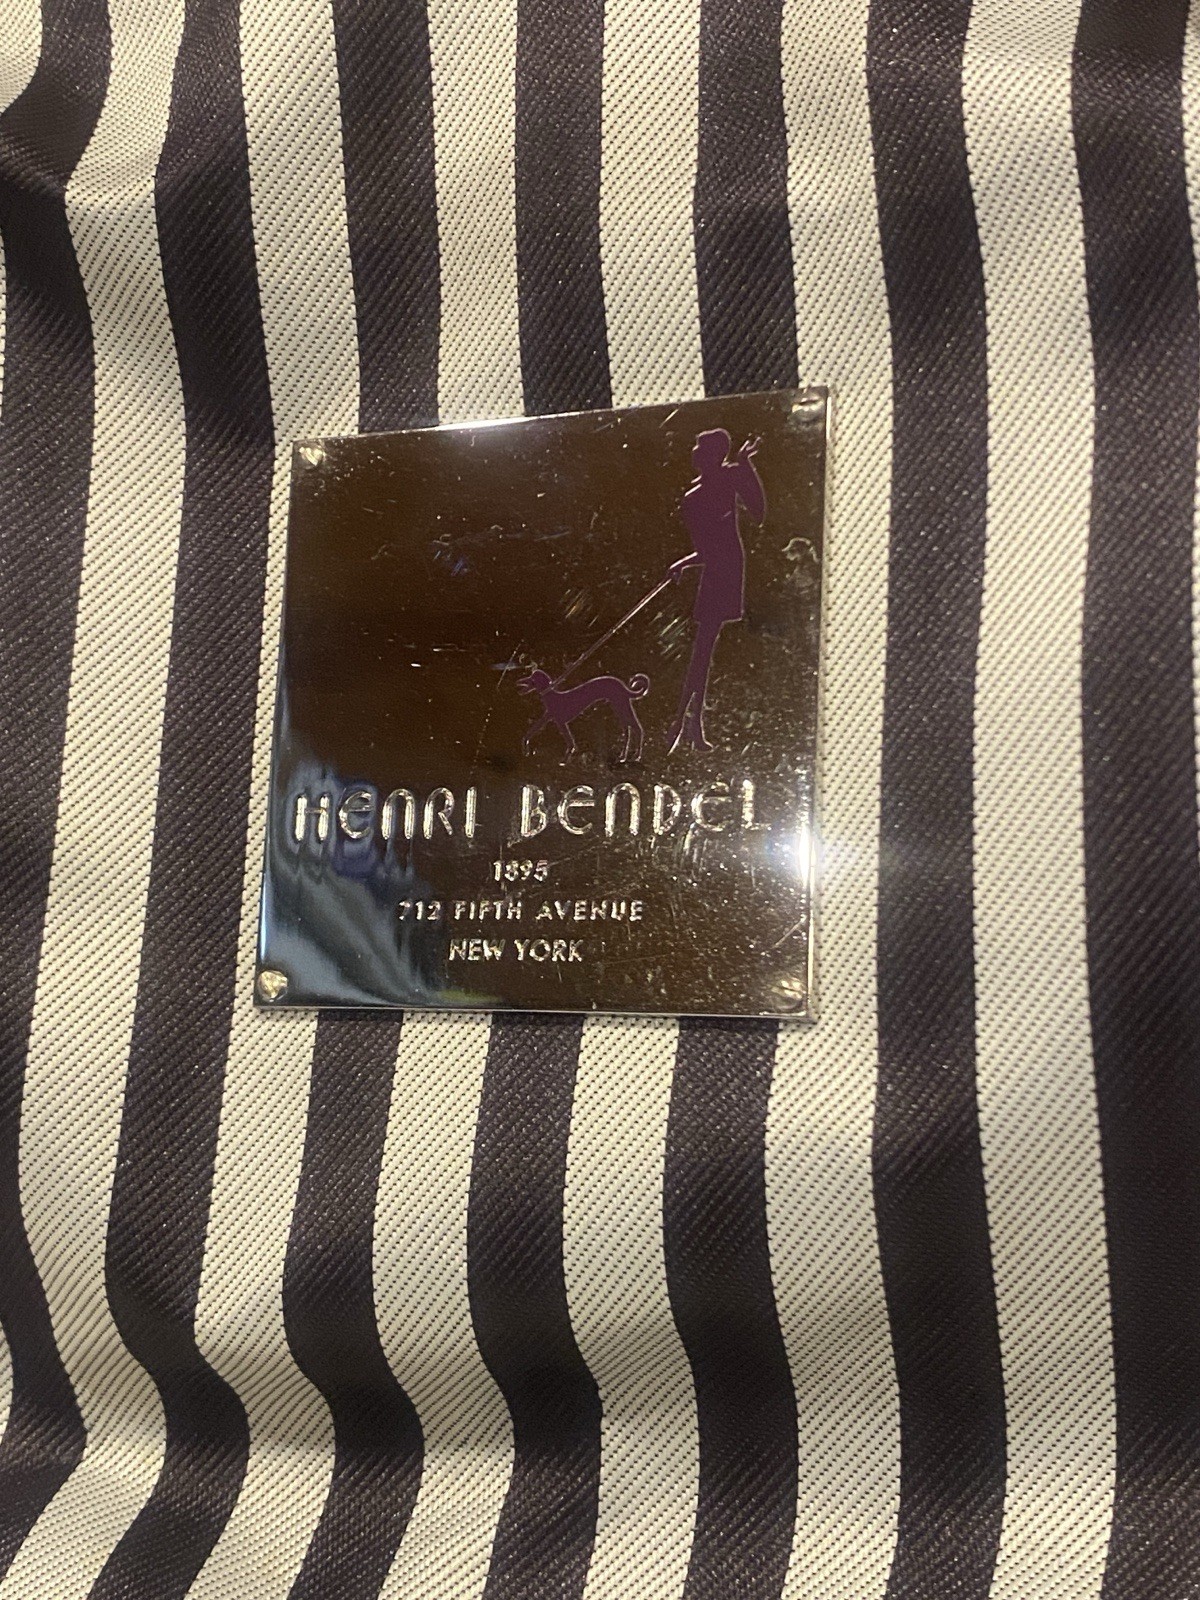 HENRI BENDEL
1895
712 FIFTH AVENUE
NEW YORK